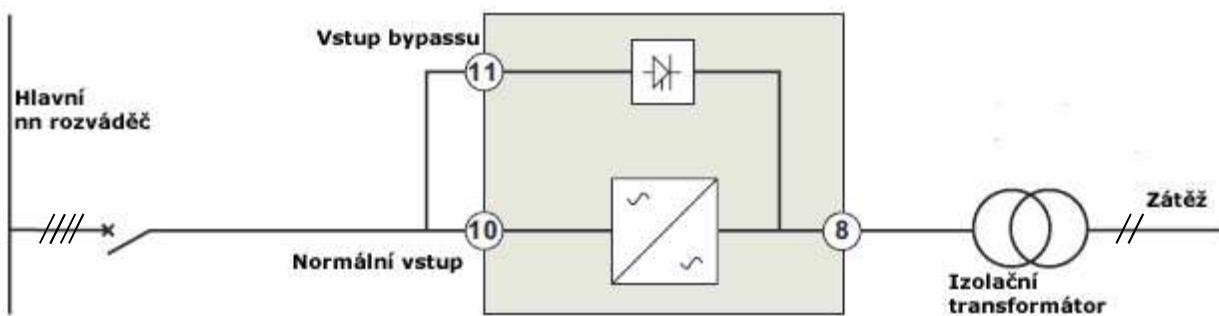 Vstup bypassu
11
Hlavní
nn rozváděč
10
8
Zátěž
Normální vstup
Izolační
transformátor